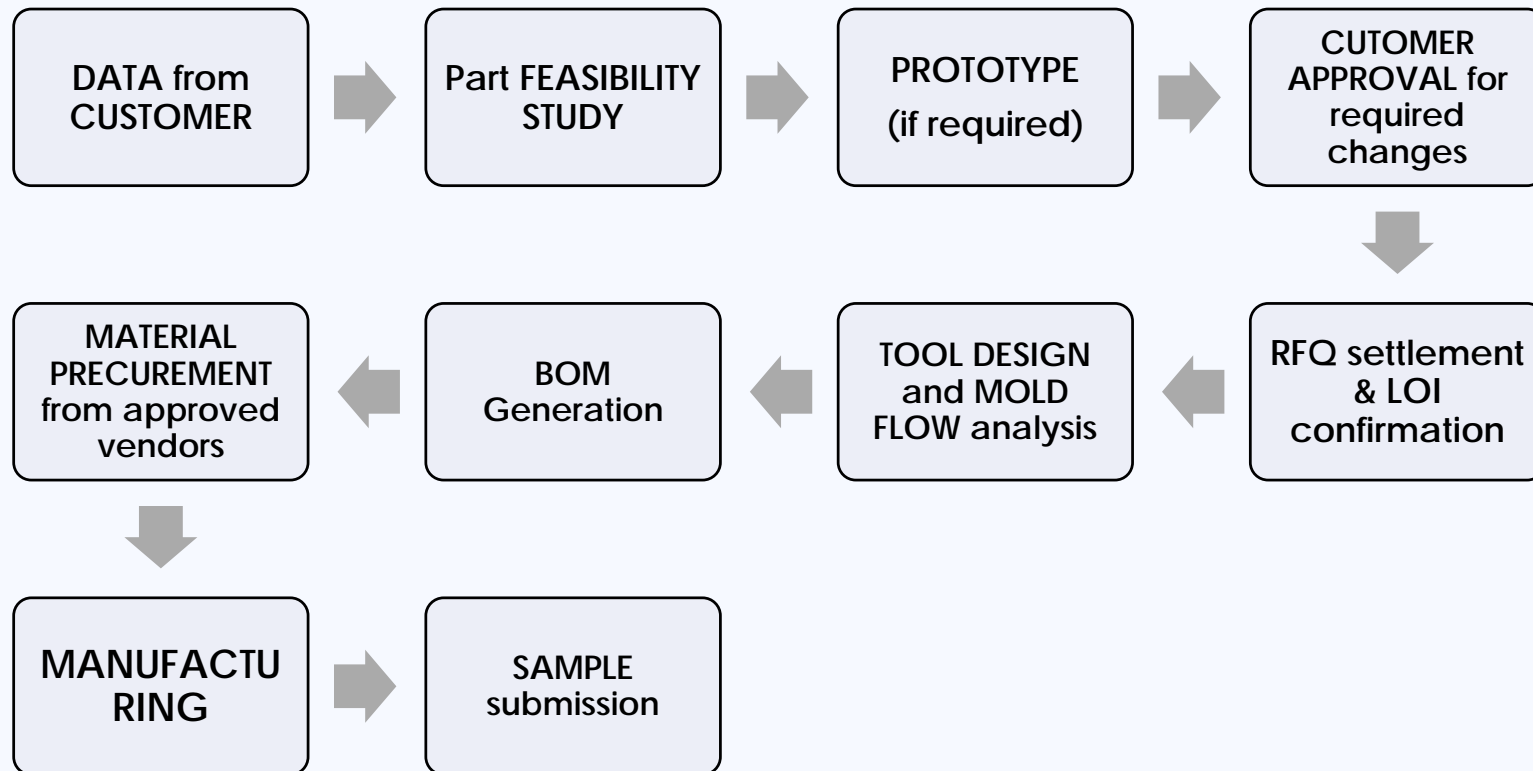 DATA from
CUSTOMER
Part FEASIBILITY
STUDY
PROTOTYPE
(if required)
CUTOMER
APPROVAL for
required
changes
RFQ settlement
& LOI
confirmation
TOOL DESIGN
and MOLD
FLOW analysis
BOM
Generation
MATERIAL
PRECUREMENT
from approved
vendors
MANUFACTU
RING
SAMPLE
submission